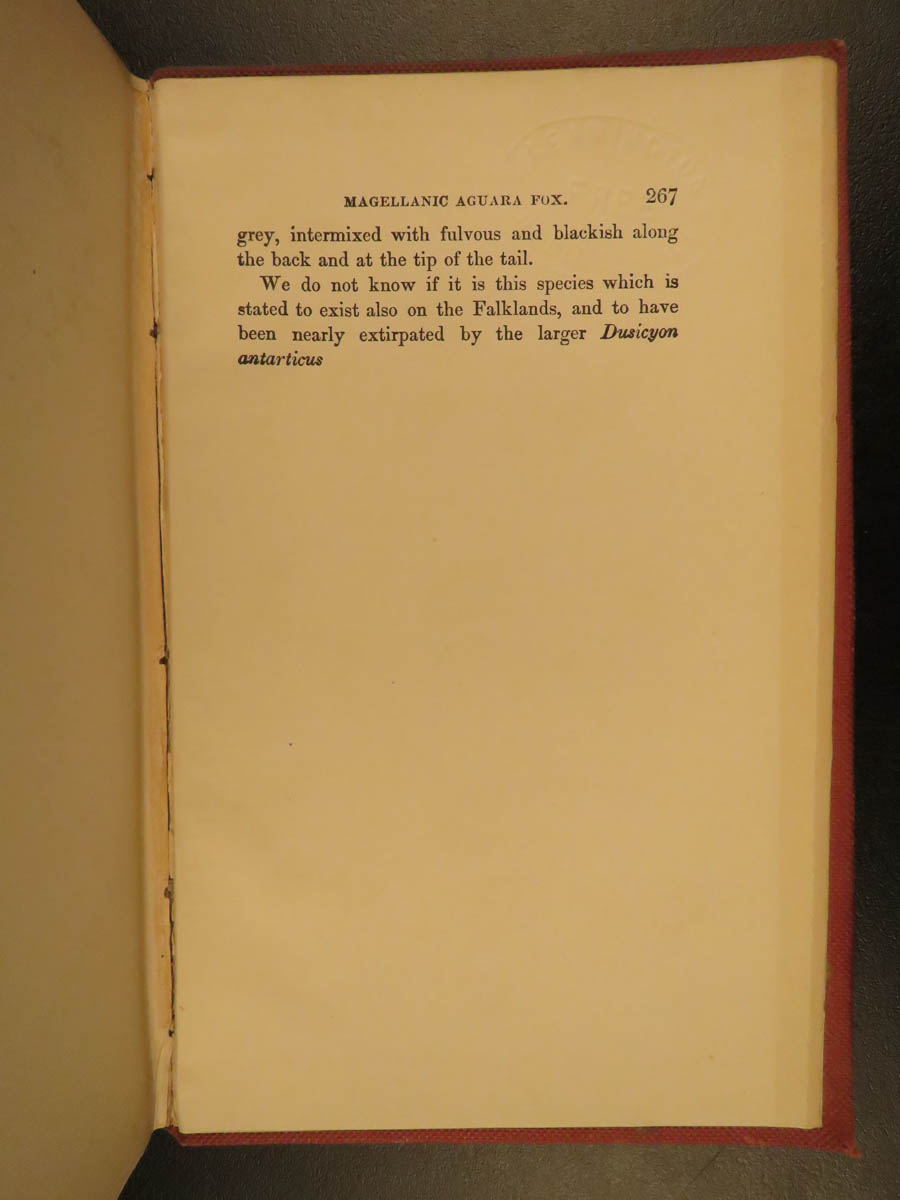 MAGELLANIC AGUARA FOX. 267
grey, intermixed with fulvous and blackish along
the back and at the tip of the tail.
We do not know if it is this species which is
stated to exist also on the Falklands, and to have
been nearly extirpated by the larger Dusicyon
antarticus